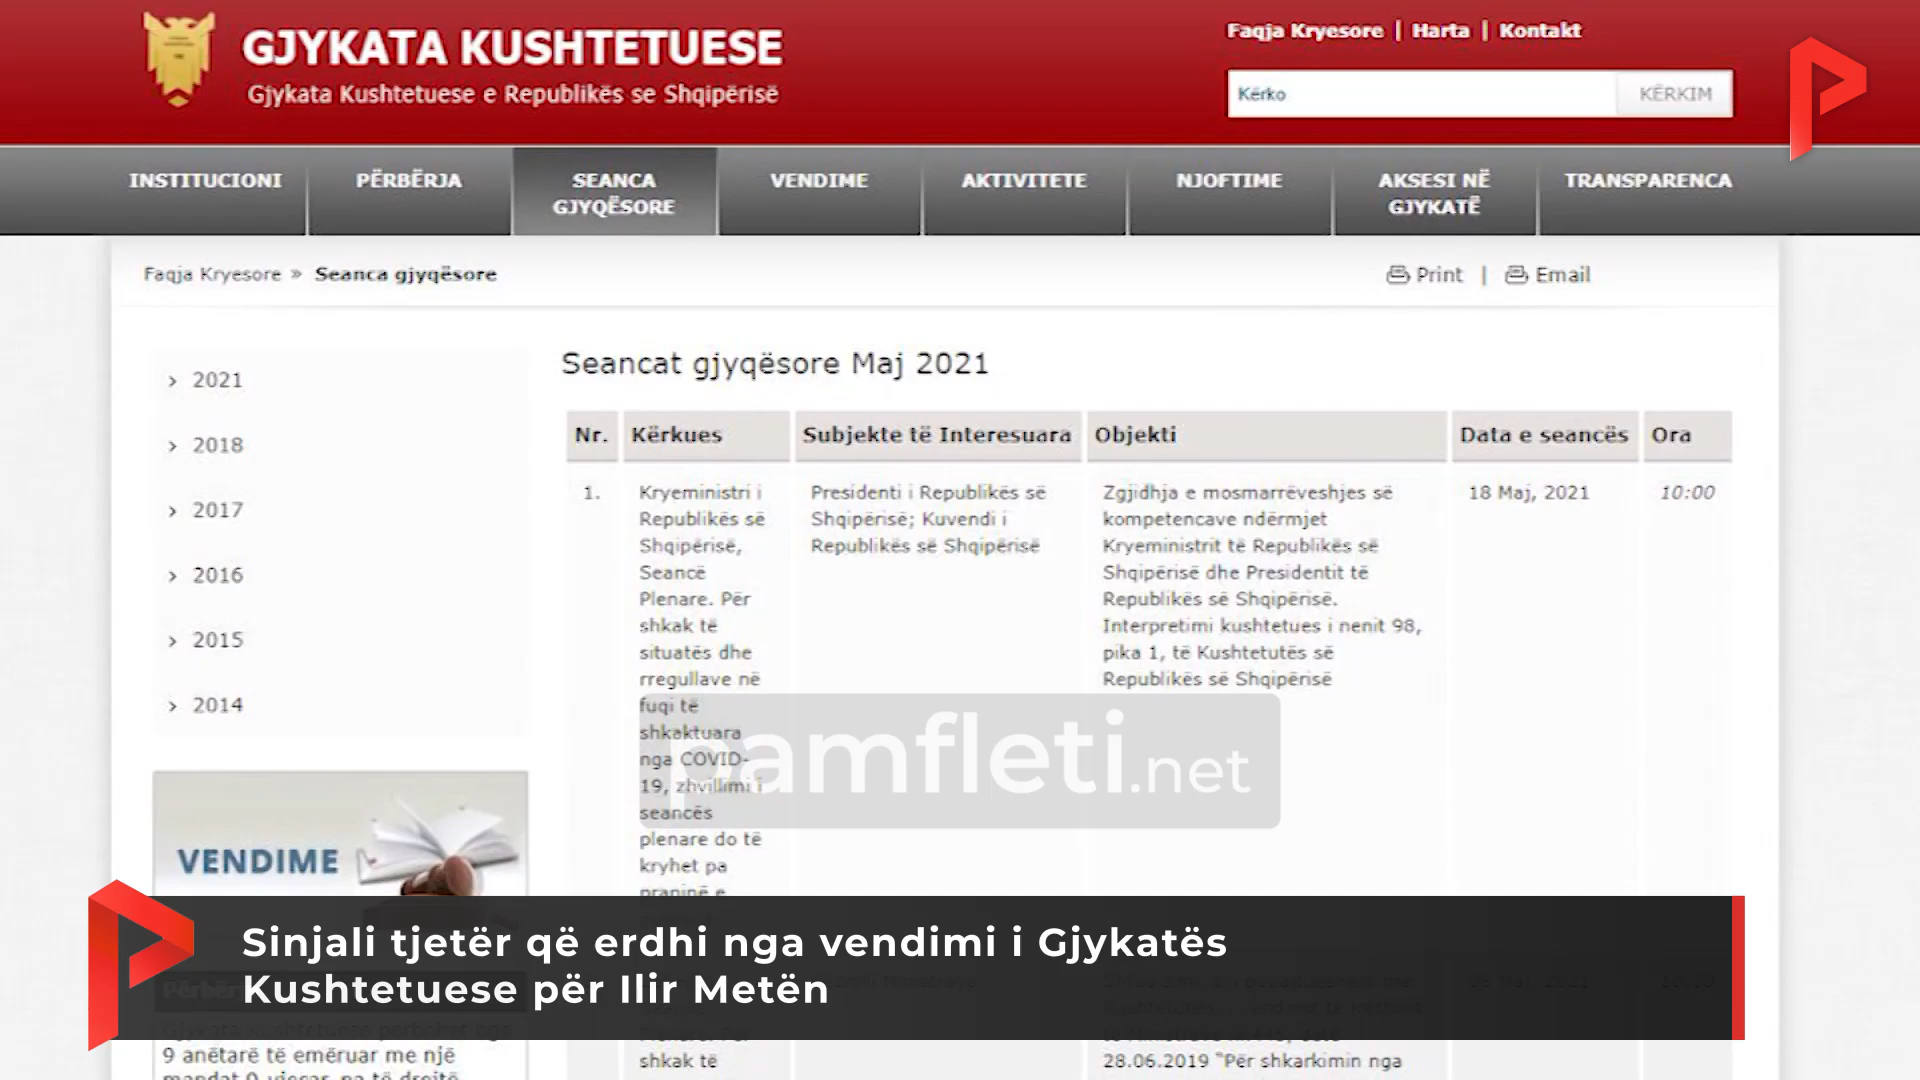 GJYKATA KUSHTETUESE
Gjykata Kushtetuese e Republikës se Shqipërisë
Faqja Kryesore | Harta | Kontakt
Kërko
KËRKIM
INSTITUCIONI
PËRBËRJA
SEANCA
GJYQËSORE
VENDIME
AKTIVITETE
NJOFTIME
AKSESI NË
GJYKATË
TRANSPARENCA
Faqja Kryesore » Seanca gjyqësore
Print | Email
› 2021
› 2018
› 2017
› 2016
› 2015
› 2014
VENDIME
Seancat gjyqësore Maj 2021
Nr. Kërkues Subjekte të Interesuara Objekti Data e seancës Ora
1.
Kryeministri i
Republikës së
Shqipërisë,
Seancë
Plenare. Për
shkak të
situatës dhe
rregullave në
fuqi të
shkaktuara
nga COVID-
19, zhvillimi i
seancës
plenare do të
kryhet pa
praninë e
Presidenti i Republikës së
Shqipërisë; Kuvendi i
Republikës së Shqipërisë
Zgjidhja e mosmarrëveshjes së
kompetencave ndërmjet
Kryeministrit të Republikës së
Shqipërisë dhe Presidentit të
Republikës së Shqipërisë.
Interpretimi kushtetues i nenit 98,
pika 1, të Kushtetutës së
Republikës së Shqipërisë
18 Maj, 2021
10:00
pamfleti.net
Sinjali tjetër që erdhi nga vendimi i Gjykatës
Kushtetuese për Ilir Metën
9 anëtarë të emëruar me një
mandat 9-vjeçar, pa të drejtë
shkak të
28.06.2019 "Për shkarkimin nga